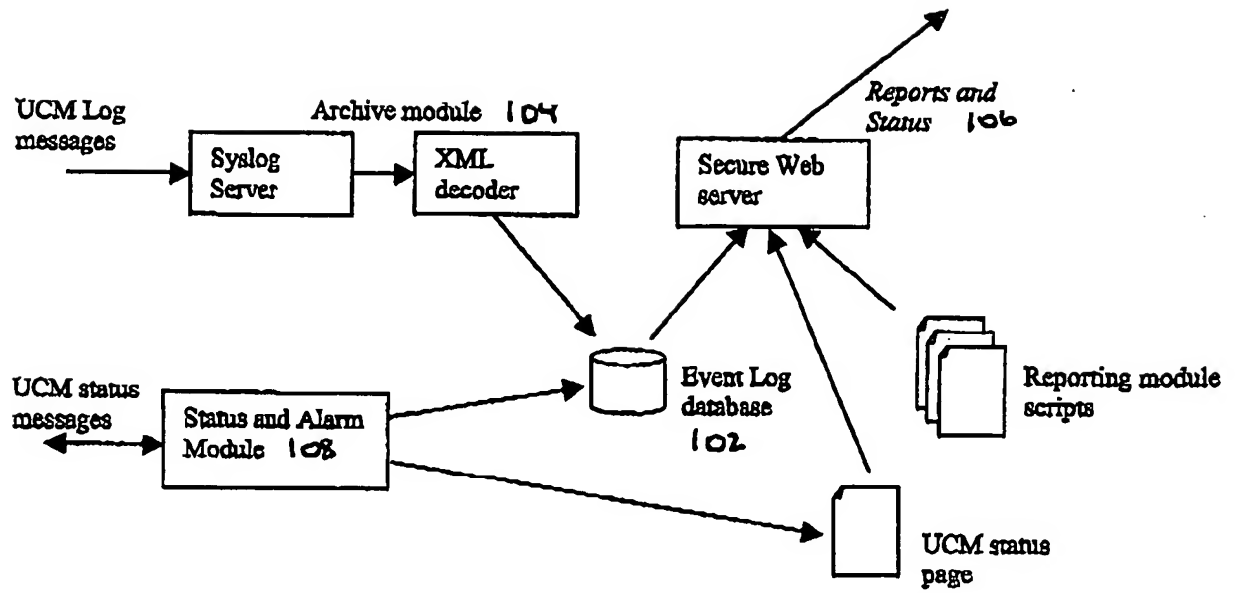 UCM Log
messages
Archive module 104
Syslog
Server
XML
decoder
Reports and
Status 106
Secure Web
server
UCM status
messages
Status and Alarm
Module 108
Event Log
database
102
Reporting module
scripts
UCM status
page